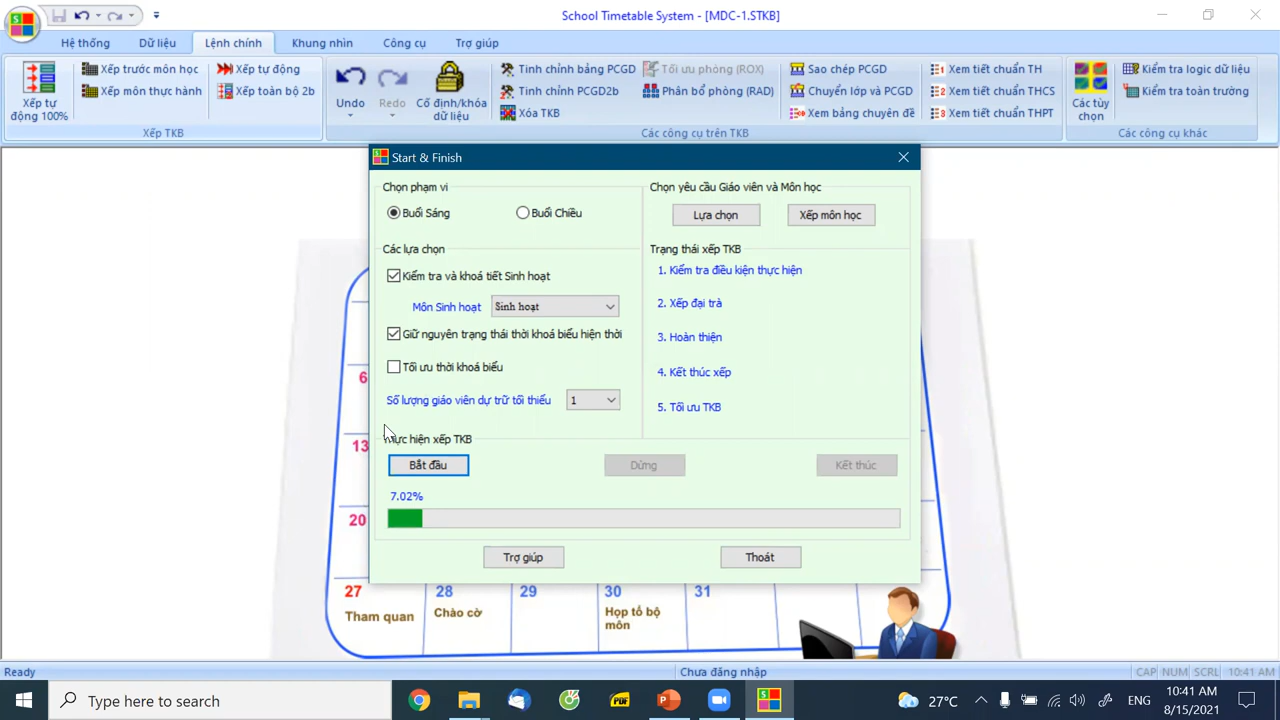 School Timetable System - [MDC-1.STKB]
Hệ thống
Dữ liệu
Lệnh chính
Khung nhìn
Công cụ
Trợ giúp
Xếp tự động 100%
Xếp trước môn học
Xếp môn thực hành
Xếp tự động
Xếp toàn bộ 2b
Xếp TKB
Undo
Redo
Cố định/khóa dữ liệu
Tinh chỉnh bảng PCGD
Tinh chỉnh PCGD2b
Xóa TKB
Tối ưu phòng (ROX)
Phân bổ phòng (RAD)
Sao chép PCGD
Chuyển lớp và PCGD
Xem bảng chuyên đề
Xem tiết chuẩn TH
Xem tiết chuẩn THCS
Xem tiết chuẩn THPT
Các công cụ trên TKB
Các tùy chọn
Kiểm tra logic dữ liệu
Kiểm tra toàn trường
Các công cụ khác
Start & Finish
Chọn phạm vi
Buổi Sáng
Buổi Chiều
Các lựa chọn
Kiểm tra và khoá tiết Sinh hoạt
Môn Sinh hoạt
Sinh hoạt
Giữ nguyên trạng thái thời khoá biểu hiện thời
Tối ưu thời khoá biểu
Số lượng giáo viên dự trữ tối thiểu
1
Chọn yêu cầu Giáo viên và Môn học
Lựa chọn
Xếp môn học
Trạng thái xếp TKB
1. Kiểm tra điều kiện thực hiện
2. Xếp đại trà
3. Hoàn thiện
4. Kết thúc xếp
5. Tối ưu TKB
Thực hiện xếp TKB
Bắt đầu
Dừng
Kết thúc
7.02%
Trợ giúp
Thoát
6
13
20
27
28
29
30
31
Tham quan
Chào cờ
Họp tổ bộ môn
Ready
Chưa đăng nhập
CAP
NUM
SCRL
10:41 AM
Type here to search
27°C
ENG
10:41 AM
8/15/2021